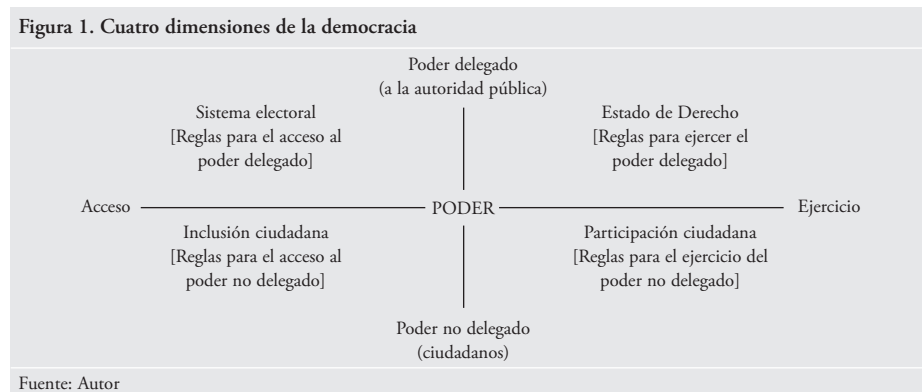 Figura 1. Cuatro dimensiones de la democracia
Poder delegado
(a la autoridad pública)
Sistema electoral
[Reglas para el acceso al
poder delegado]
Estado de Derecho
[Reglas para ejercer el
poder delegado]
Acceso
PODER
Ejercicio
Inclusión ciudadana
[Reglas para el acceso al
poder no delegado]
Participación ciudadana
[Reglas para el ejercicio del
poder no delegado]
Poder no delegado
(ciudadanos)
Fuente: Autor